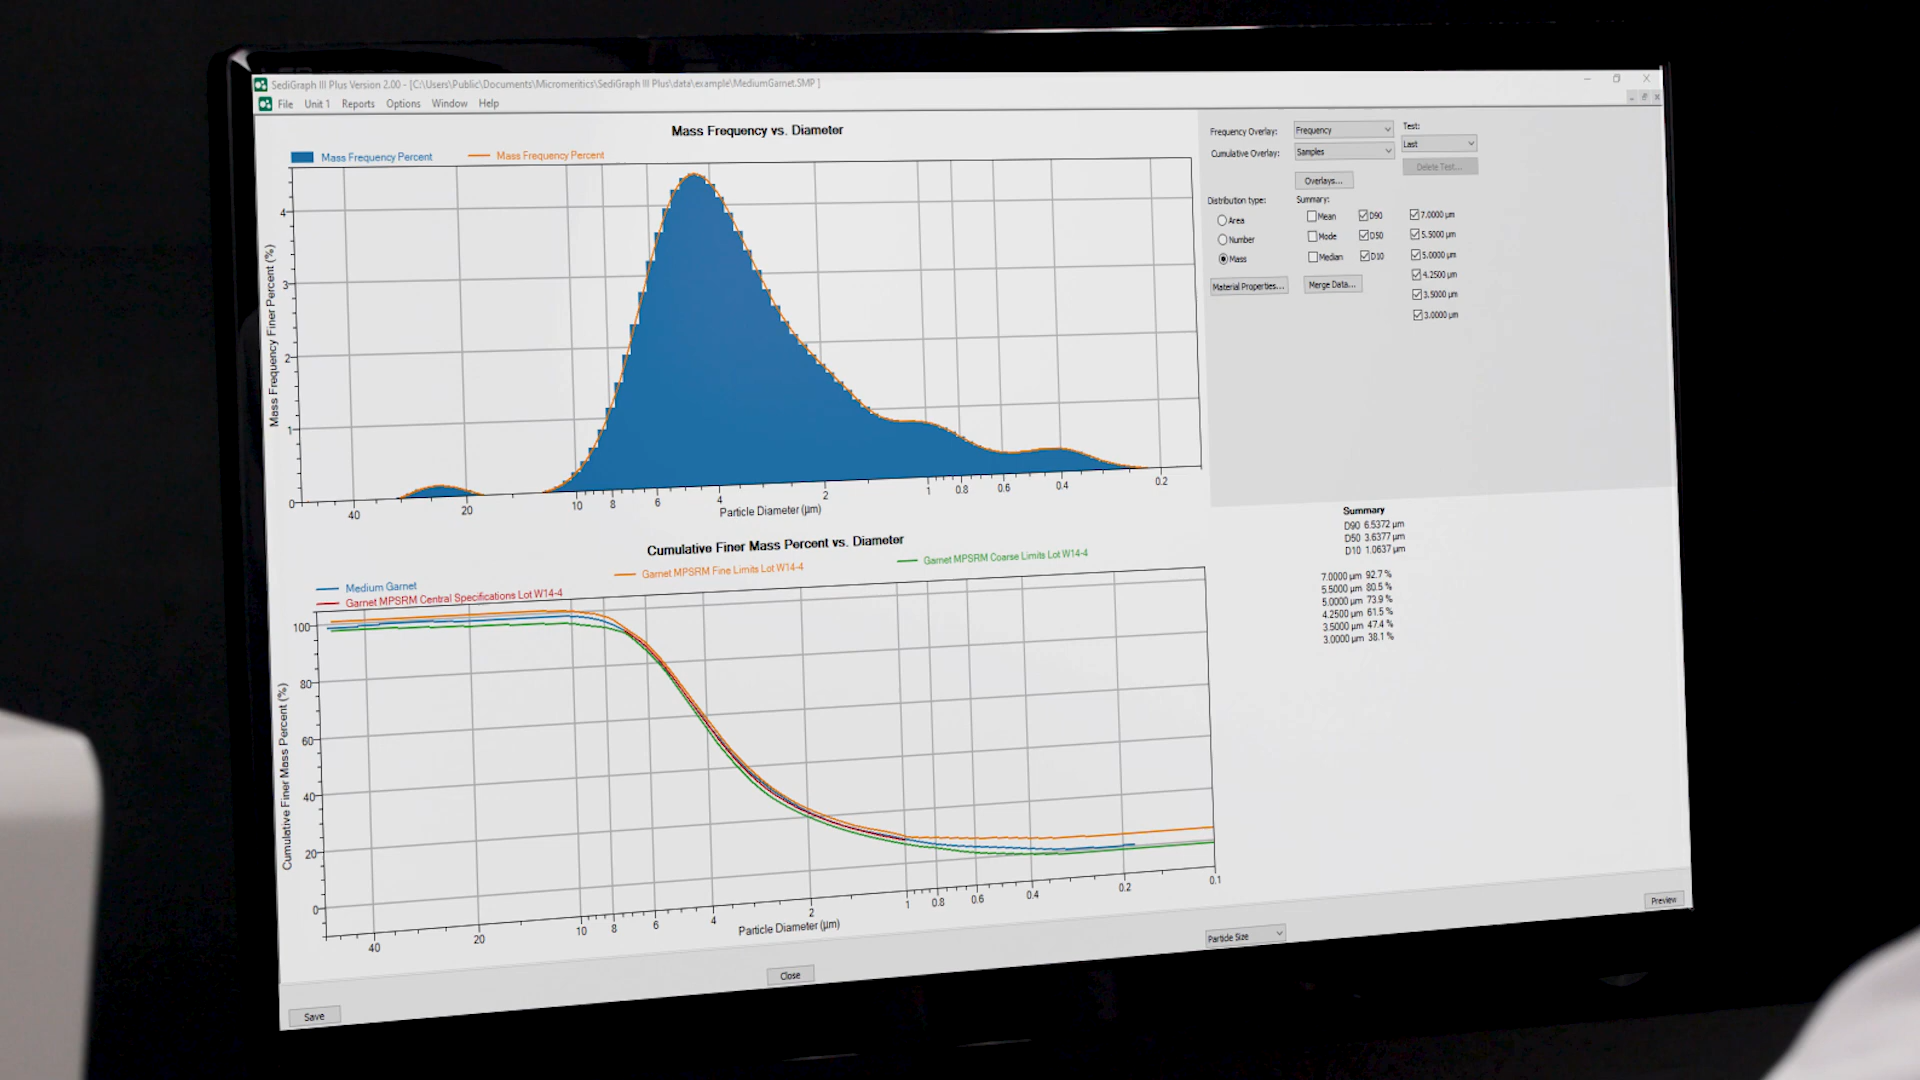 SediGraph III Plus Version 2.00 - [C:\Users\Public\Documents\Micromeritics\SediGraph III Plus\data\example\MediumGarnet.SMP ]
File Unit 1 Reports Options Window Help
Mass Frequency vs. Diameter
Mass Frequency Percent Mass Frequency Percent
Mass Frequency Finer Percent (%)
4
3
2
1
0
40 20 10 8 6 4 2 1 0.8 0.6 0.4 0.2
Particle Diameter (µm)
Frequency Overlay: Frequency
Cumulative Overlay: Samples
Test:
Last
Delete Test...
Overlays...
Distribution type:
Area
Number
Mass
Summary:
Mean D90 7.0000 µm
Mode D50 5.5000 µm
Median D10 5.0000 µm
4.2500 µm
3.5000 µm
3.0000 µm
Material Properties... Merge Data...
Cumulative Finer Mass Percent vs. Diameter
Medium Garnet Garnet MPSRM Fine Limits Lot W14-4 Garnet MPSRM Coarse Limits Lot W14-4
Garnet MPSRM Central Specifications Lot W14-4
Cumulative Finer Mass Percent (%)
100
80
60
40
20
0
40 20 10 8 6 4 2 1 0.8 0.6 0.4 0.2 0.1
Particle Diameter (µm)
Summary
D90 6.5372 µm
D50 3.6377 µm
D10 1.0637 µm
7.0000 µm 92.7 %
5.5000 µm 80.5 %
5.0000 µm 73.9 %
4.2500 µm 61.5 %
3.5000 µm 47.4 %
3.0000 µm 38.1 %
Preview
Particle Size
Close
Save